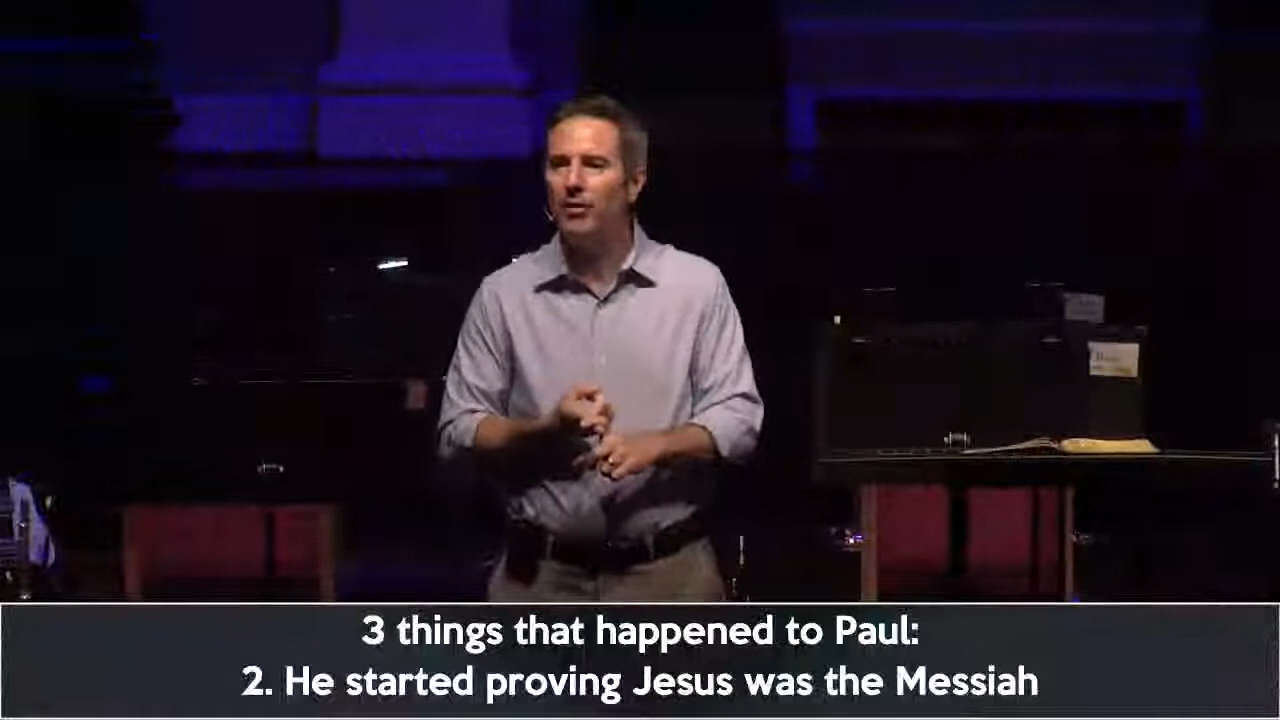 3 things that happened to Paul:
2. He started proving Jesus was the Messiah